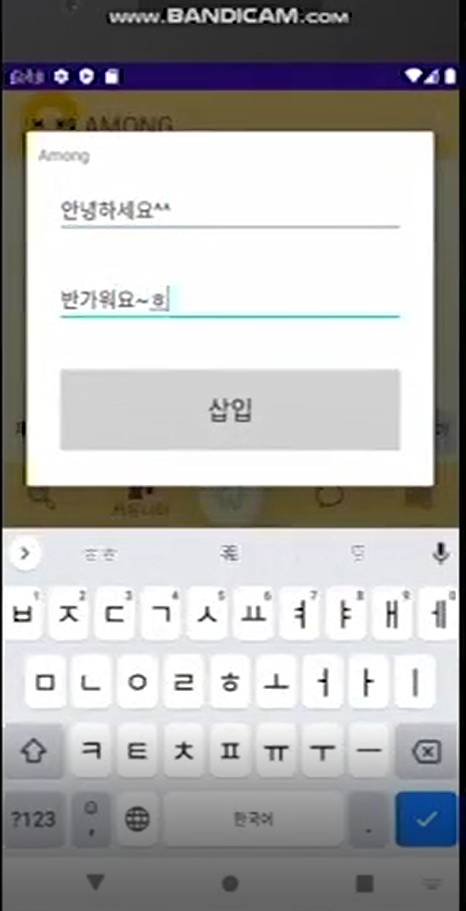 www.BANDICAM.com
AMONG
Among
안녕하세요^^
반가워요~ㅎ
삽입
커뮤니티
ㅂ 1 ㅈ 2 ㄷ 3 ㄱ 4 ㅅ 5 ㅛ 6 ㅕ 7 ㅑ 8 ㅐ 9 ㅔ 0
ㅁ ㄴ ㅇ ㄹ ㅎ ㅗ ㅓ ㅏ ㅣ
ㅋ ㅌ ㅊ ㅍ ㅠ ㅜ ㅡ
?123 , 한국어 .